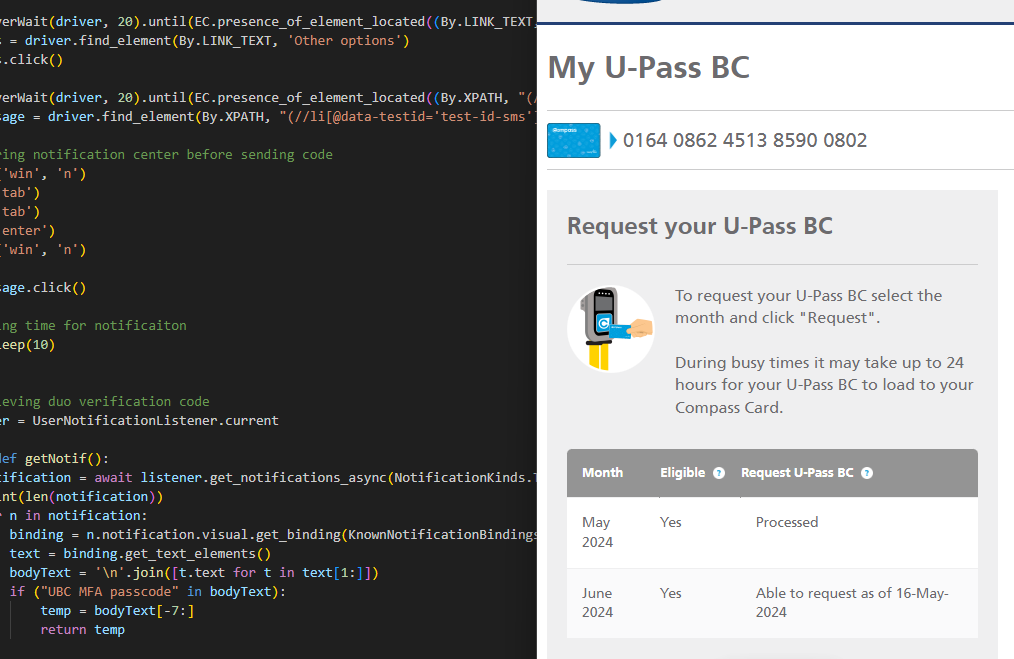 erWait(driver, 20).until(EC.presence_of_element_located((By.LINK_TEXT,
s = driver.find_element(By.LINK_TEXT, 'Other options')
s.click()
erWait(driver, 20).until(EC.presence_of_element_located((By.XPATH, "(/
sage = driver.find_element(By.XPATH, "(//li[@data-testid='test-id-sms']
ring notification center before sending code
'win', 'n')
tab')
tab')
enter')
'win', 'n')
sage.click()
ing time for notificaiton
eep(10)
eving duo verification code
er = UserNotificationListener.current
ef getNotif():
tification = await listener.get_notifications_async(NotificationKinds.T
int(len(notification))
r n in notification:
binding = n.notification.visual.get_binding(KnownNotificationBindings
text = binding.get_text_elements()
bodyText = '\n'.join([t.text for t in text[1:]])
if ("UBC MFA passcode" in bodyText):
temp = bodyText[-7:]
return temp
My U-Pass BC
0164 0862 4513 8590 0802
Request your U-Pass BC
To request your U-Pass BC select the
month and click "Request".
During busy times it may take up to 24
hours for your U-Pass BC to load to your
Compass Card.
Month Eligible ? Request U-Pass BC ?
May
2024
Yes
Processed
June
2024
Yes
Able to request as of 16-May-
2024